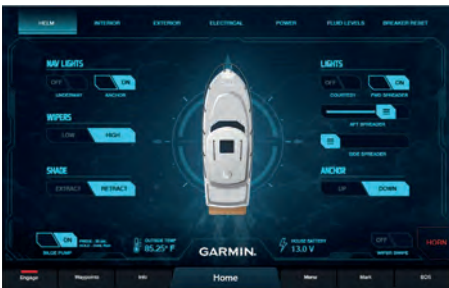 HELM INTERIOR EXTERIOR ELECTRICAL POWER FLUID LEVELS BREAKER RESET
NAV LIGHTS
OFF ON
UNDERWAY ANCHOR
WIPERS
LOW HIGH
SHADE
EXTRACT RETRACT
ON
BILGE PUMP
OUTSIDE TEMP
85.25° F
GARMIN.
HOUSE BATTERY
13.0 V
LIGHTS
OFF ON
COURTESY FWD SPREADER
AFT SPREADER
SIDE SPREADER
ANCHOR
UP DOWN
OFF
HORN
Engage Waypoints Info Home Menu Mark SOS